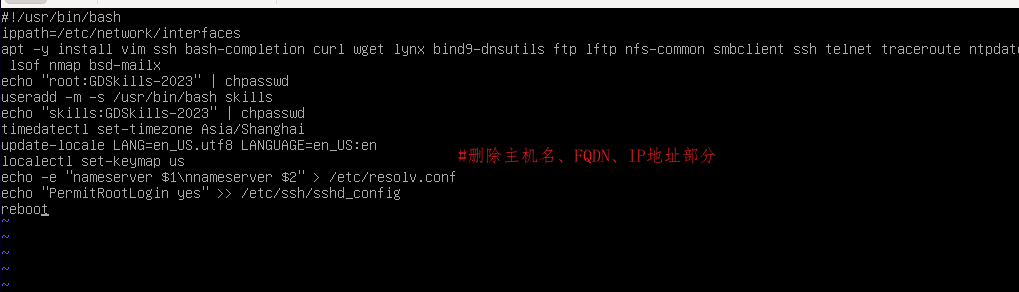 #!/usr/bin/bash
ippath=/etc/network/interfaces
apt -y install vim ssh bash-completion curl wget lynx bind9-dnsutils ftp lftp nfs-common smbclient ssh telnet traceroute ntpdate
lsof nmap bsd-mailx
echo "root:GDSkills-2023" | chpasswd
useradd -m -s /usr/bin/bash skills
echo "skills:GDSkills-2023" | chpasswd
timedatectl set-timezone Asia/Shanghai
update-locale LANG=en_US.utf8 LANGUAGE=en_US:en
localectl set-keymap us
#删除主机名、FQDN、IP地址部分
echo -e "nameserver $1\nnameserver $2" > /etc/resolv.conf
echo "PermitRootLogin yes" >> /etc/ssh/sshd_config
reboot
~
~
~
~
~